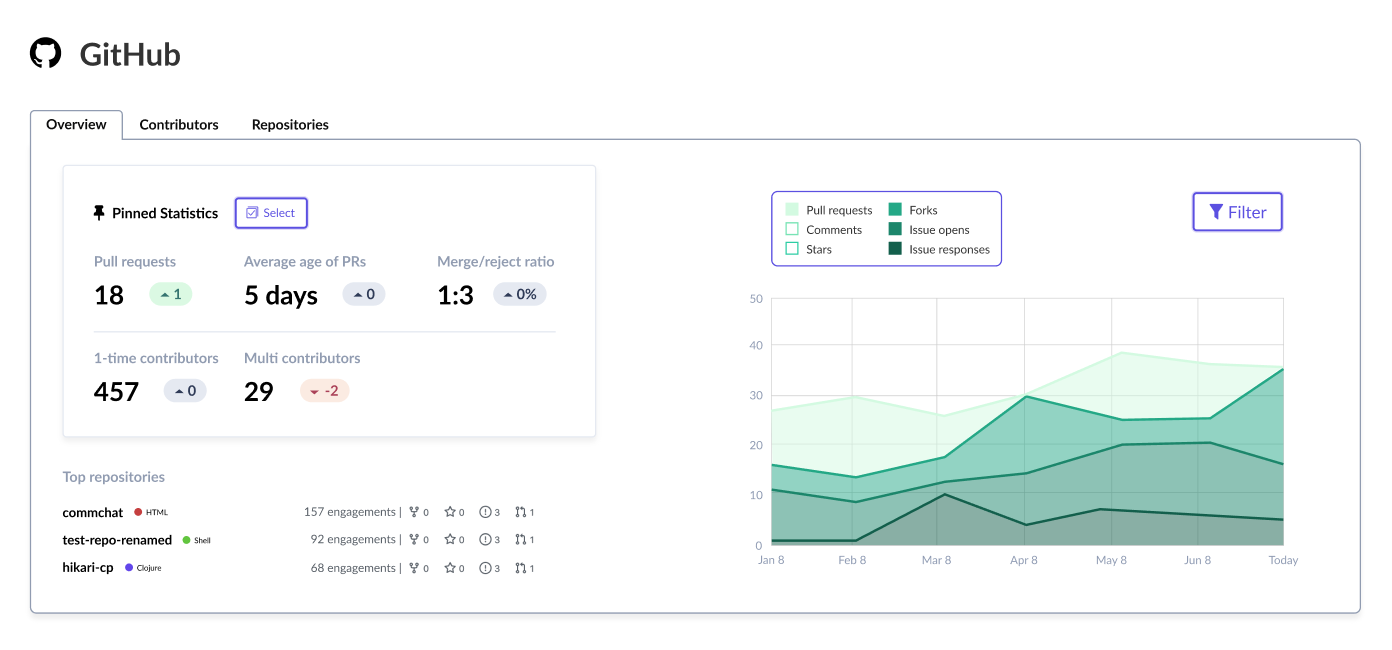 GitHub
Overview Contributors Repositories
Pinned Statistics Select
Pull requests Average age of PRs Merge/reject ratio
18 1 5 days 0 1:3 0%
1-time contributors Multi contributors
457 0 29 -2
Top repositories
commchat HTML 157 engagements | 0 0 3 1
test-repo-renamed Shell 92 engagements | 0 0 3 1
hikari-cp Clojure 68 engagements | 0 0 3 1
Pull requests Forks
Comments Issue opens
Stars Issue responses
Filter
50
40
30
20
10
0
Jan 8 Feb 8 Mar 8 Apr 8 May 8 Jun 8 Today